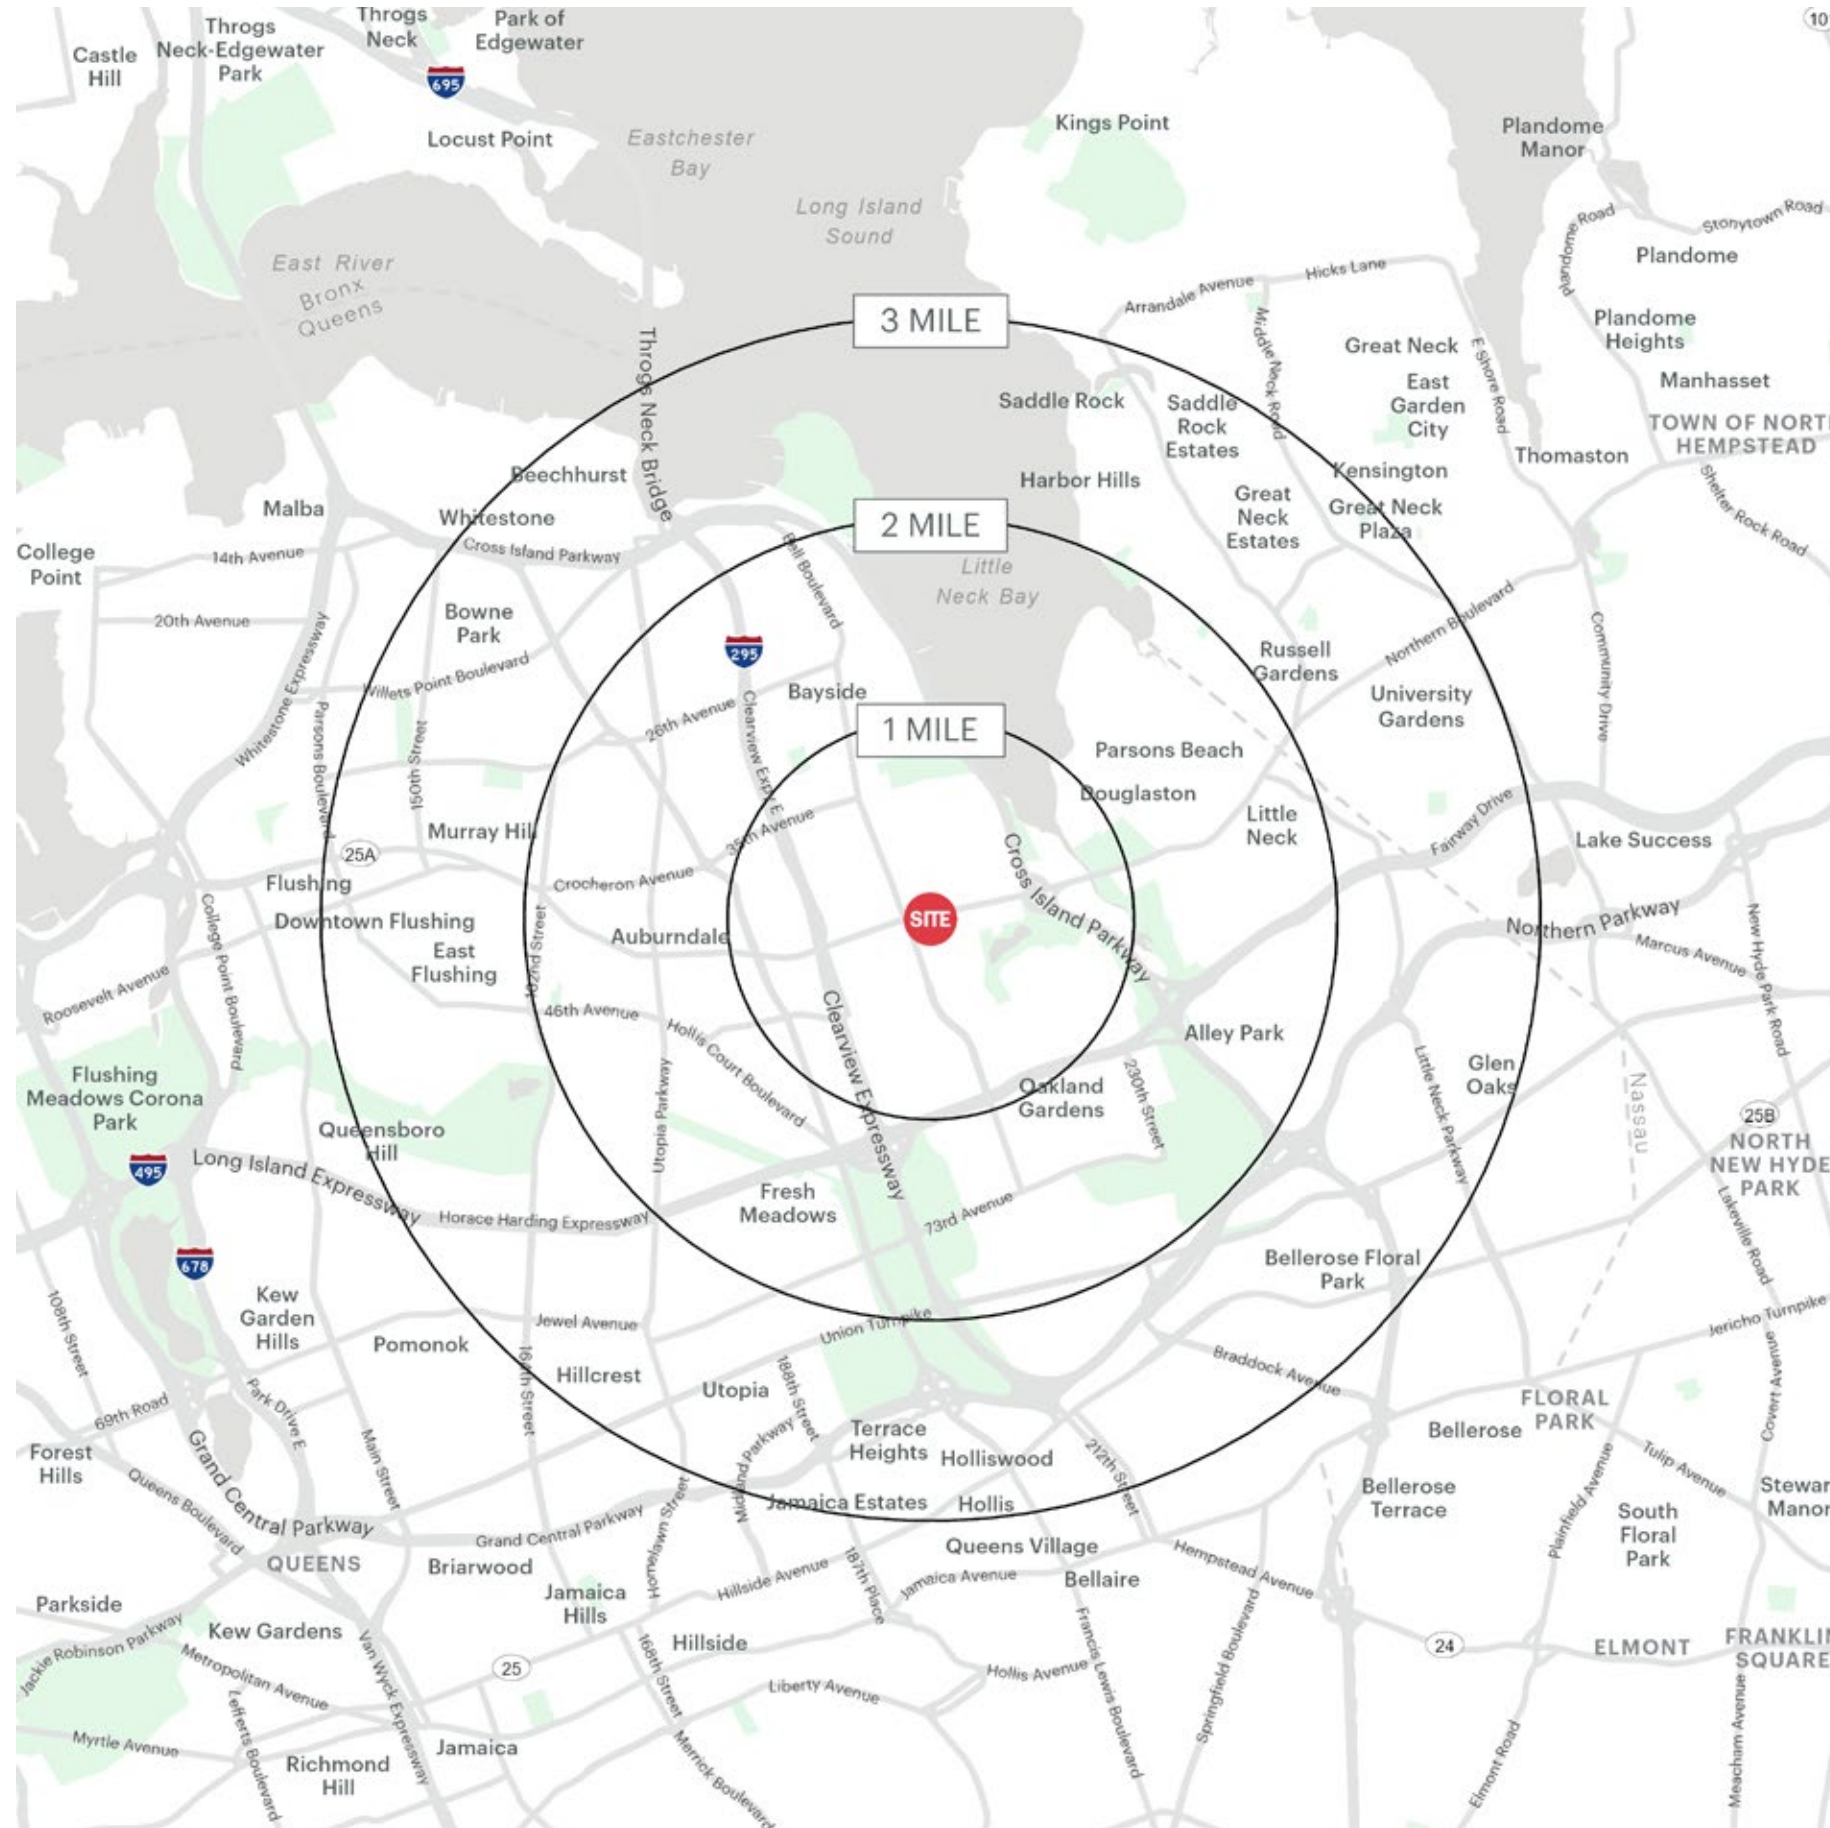 Throgs
Neck
Park of
Edgewater
Throgs
Neck-Edgewater
Park
Castle
Hill
695
10
Locust Point
Eastchester
Bay
Kings Point
Plandome
Manor
Long Island
Sound
Plandome Road
Stonytown Road
Plandome
East River
Bronx
Queens
Arrandale Avenue
Hicks Lane
3 MILE
Middle Neck Road
Great Neck
E Shore Road
Plandome
Heights
Throgs Neck Bridge
Saddle Rock
Saddle
Rock
Estates
East
Garden
City
Manhasset
TOWN OF NORTH
HEMPSTEAD
Beechhurst
Harbor Hills
Kensington
Thomaston
Shelter Rock Road
Malba
Whitestone
Great
Neck
Estates
Great Neck
Plaza
2 MILE
College
Point
14th Avenue
Cross Island Parkway
Bell Boulevard
Little
Neck Bay
20th Avenue
Bowne
Park
Northern Boulevard
Community Drive
Whitestone Expressway
295
Russell
Gardens
Willets Point Boulevard
Bayside
University
Gardens
Parsons Boulevard
150th Street
26th Avenue
Clearview Expy E
1 MILE
Parsons Beach
Douglaston
Murray Hill
35th Avenue
Little
Neck
Fairway Drive
Lake Success
25A
Cross Island Parkway
Flushing
Crocheron Avenue
College Point Boulevard
Downtown Flushing
162nd Street
Auburndale
SITE
Northern Parkway
New Hyde Park Road
East
Flushing
Marcus Avenue
Roosevelt Avenue
46th Avenue
Hollis Court Boulevard
Clearview Expressway
Alley Park
Flushing
Meadows Corona
Park
Utopia Parkway
Oakland
Gardens
230th Street
Little Neck Parkway
Glen
Oaks
Nassau
25B
NORTH
NEW HYDE
PARK
Queensboro
Hill
495
Long Island Expressway
Horace Harding Expressway
Fresh
Meadows
73rd Avenue
Lakeville Road
678
Bellerose Floral
Park
Kew
Garden
Hills
108th Street
Pomonok
Jewel Avenue
Union Turnpike
Jericho Turnpike
164th Street
Hillcrest
Utopia
188th Street
Braddock Avenue
Covert Avenue
69th Road
Park Drive E
FLORAL
PARK
Bellerose
Forest
Hills
Grand Central Parkway
Main Street
Midland Parkway
Terrace
Heights
Holliswood
212th Street
Tulip Avenue
Queens Boulevard
Bellerose
Terrace
Plainfield Avenue
Stewar
Manor
Jamaica Estates
Hollis
South
Floral
Park
QUEENS
Grand Central Parkway
Homelawn Street
Queens Village
Briarwood
Hillside Avenue
187th Place
Jamaica Avenue
Bellaire
Hempstead Avenue
Jamaica
Hills
Parkside
Jackie Robinson Parkway
Kew Gardens
Van Wyck Expressway
Hillside
Francis Lewis Boulevard
Springfield Boulevard
24
ELMONT
FRANKLIN
SQUARE
Metropolitan Avenue
25
168th Street
Hollis Avenue
Liberty Avenue
Lefferts Boulevard
Myrtle Avenue
Jamaica
Merrick Boulevard
Richmond
Hill
Elmont Road
Meacham Avenue